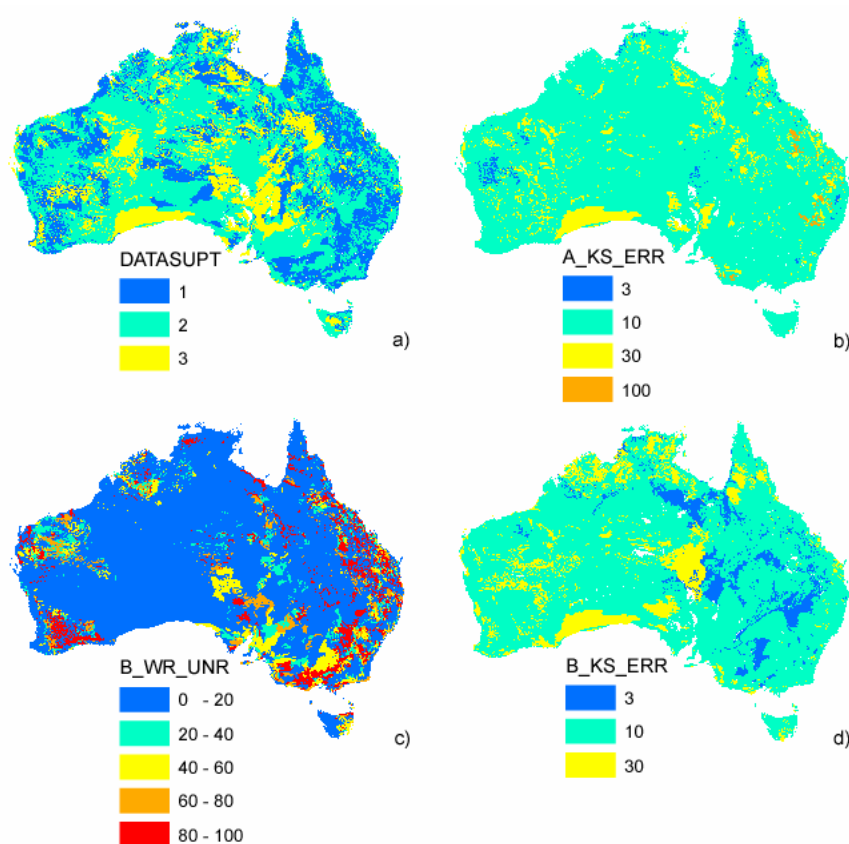 DATASUPT
1
2
3
a)
A_KS_ERR
3
10
30
100
b)
B_WR_UNR
0 - 20
20 - 40
40 - 60
60 - 80
80 - 100
c)
B_KS_ERR
3
10
30
d)